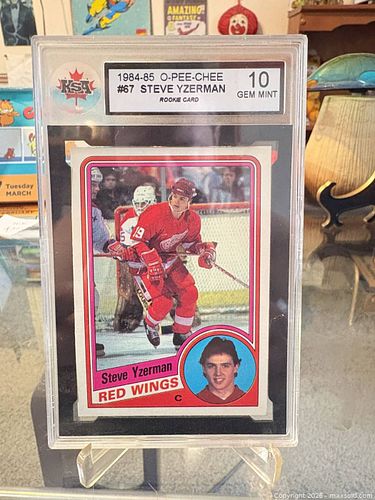 AMAZING
FANTASY
KSA
1984-85 O-PEE-CHEE
#67 STEVE YZERMAN
ROOKIE CARD
10
GEM MINT
Tuesday
MARCH
19
Steve Yzerman
RED WINGS
C
Copyright 2026 - maxsold.com